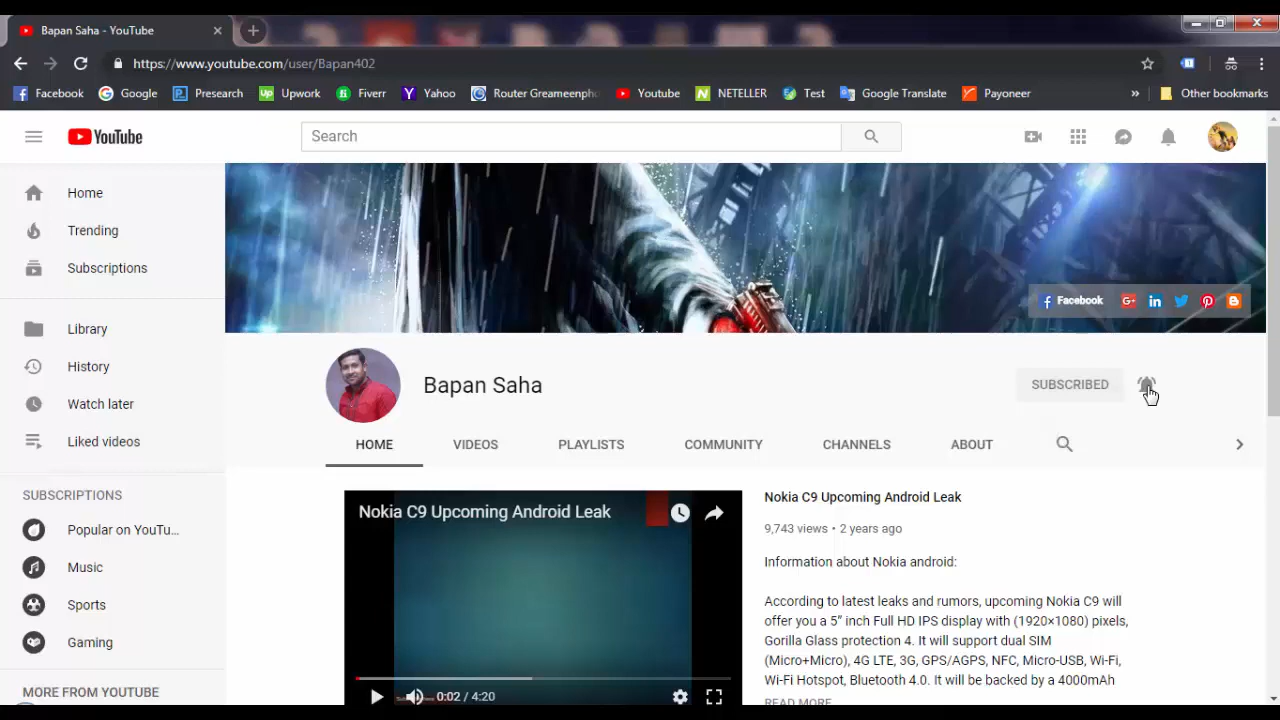 Bapan Saha - YouTube
https://www.youtube.com/user/Bapan402
Facebook Google Presearch Upwork Fiverr Yahoo Router Greameenph Youtube NETELLER Test Google Translate Payoneer » Other bookmarks
YouTube
Search
Home
Trending
Subscriptions
Library
History
Watch later
Liked videos
SUBSCRIPTIONS
Popular on YouTu...
Music
Sports
Gaming
MORE FROM YOUTUBE
Facebook
Bapan Saha
SUBSCRIBED
HOME VIDEOS PLAYLISTS COMMUNITY CHANNELS ABOUT
Nokia C9 Upcoming Android Leak
0:02 / 4:20
Nokia C9 Upcoming Android Leak
9,743 views • 2 years ago
Information about Nokia android:
According to latest leaks and rumors, upcoming Nokia C9 will
offer you a 5” inch Full HD IPS display with (1920×1080) pixels,
Gorilla Glass protection 4. It will support dual SIM
(Micro+Micro), 4G LTE, 3G, GPS/AGPS, NFC, Micro-USB, Wi-Fi,
Wi-Fi Hotspot, Bluetooth 4.0. It will be backed by a 4000mAh
READ MORE